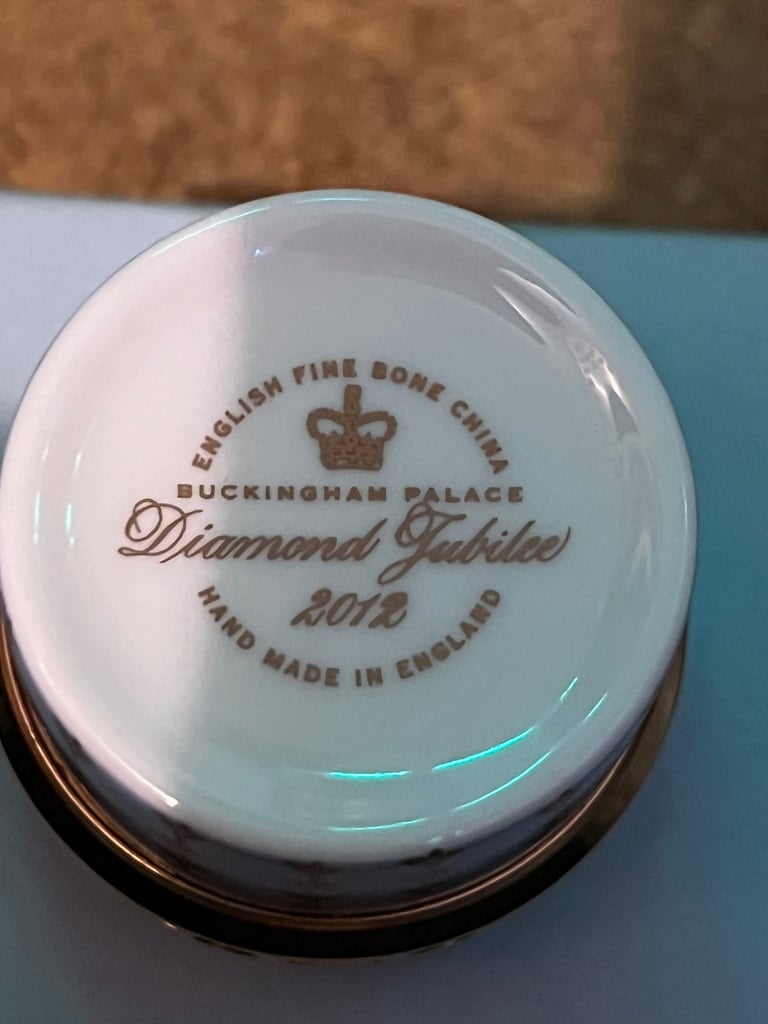 ENGLISH FINE BONE CHINA
BUCKINGHAM PALACE
Diamond Jubilee
2012
HAND MADE IN ENGLAND